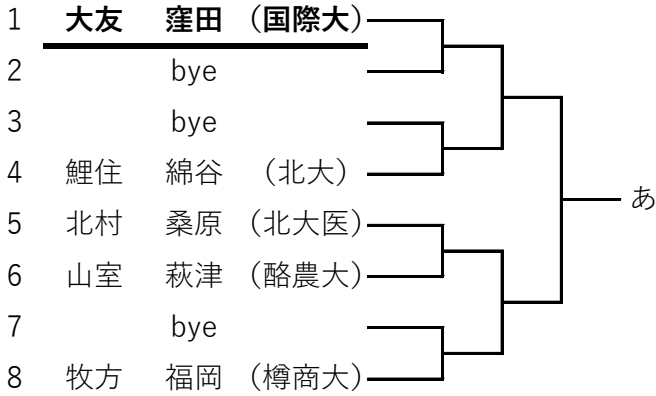 1 大友 窪田 （国際大）
2 bye
3 bye
4 鯉住 綿谷 （北大）
5 北村 桑原 （北大医）
6 山室 萩津 （酪農大）
7 bye
8 牧方 福岡 （樽商大）
あ